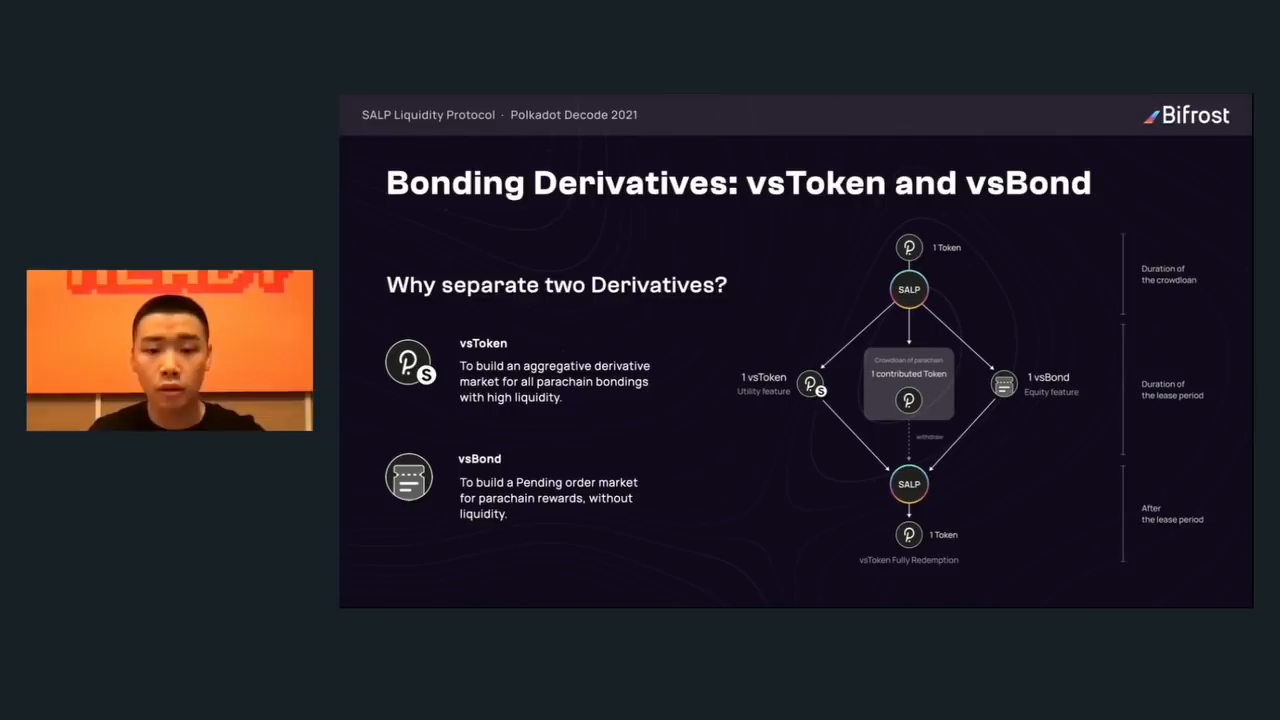 SALP Liquidity Protocol · Polkadot Decode 2021
Bifrost
Bonding Derivatives: vsToken and vsBond
Why separate two Derivatives?
vsToken
To build an aggregative derivative
market for all parachain bondings
with high liquidity.
vsBond
To build a Pending order market
for parachain rewards, without
liquidity.
1 Token
SALP
Crowdloan of parachain
1 contributed Token
1 vsToken
Utility feature
1 vsBond
Equity feature
withdraw
SALP
1 Token
vsToken Fully Redemption
Duration of
the crowdloan
Duration of
the lease period
After
the lease period